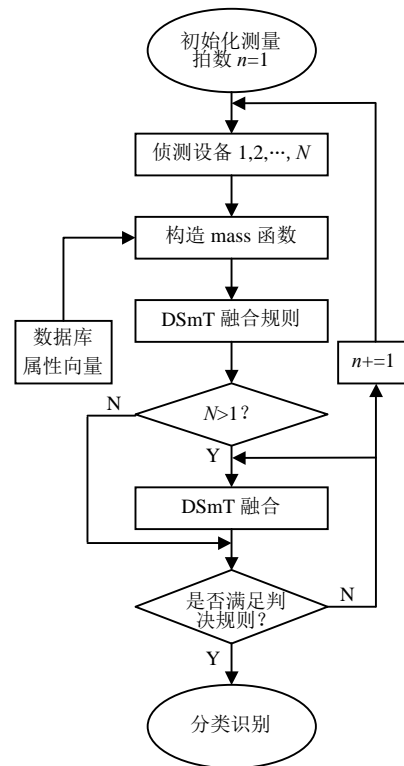 初始化测量
拍数 n=1
侦测设备 1,2,···, N
构造 mass 函数
DSmT 融合规则
数据库
属性向量
n+=1
N
N>1?
Y
DSmT 融合
是否满足判
决规则?
N
Y
分类识别